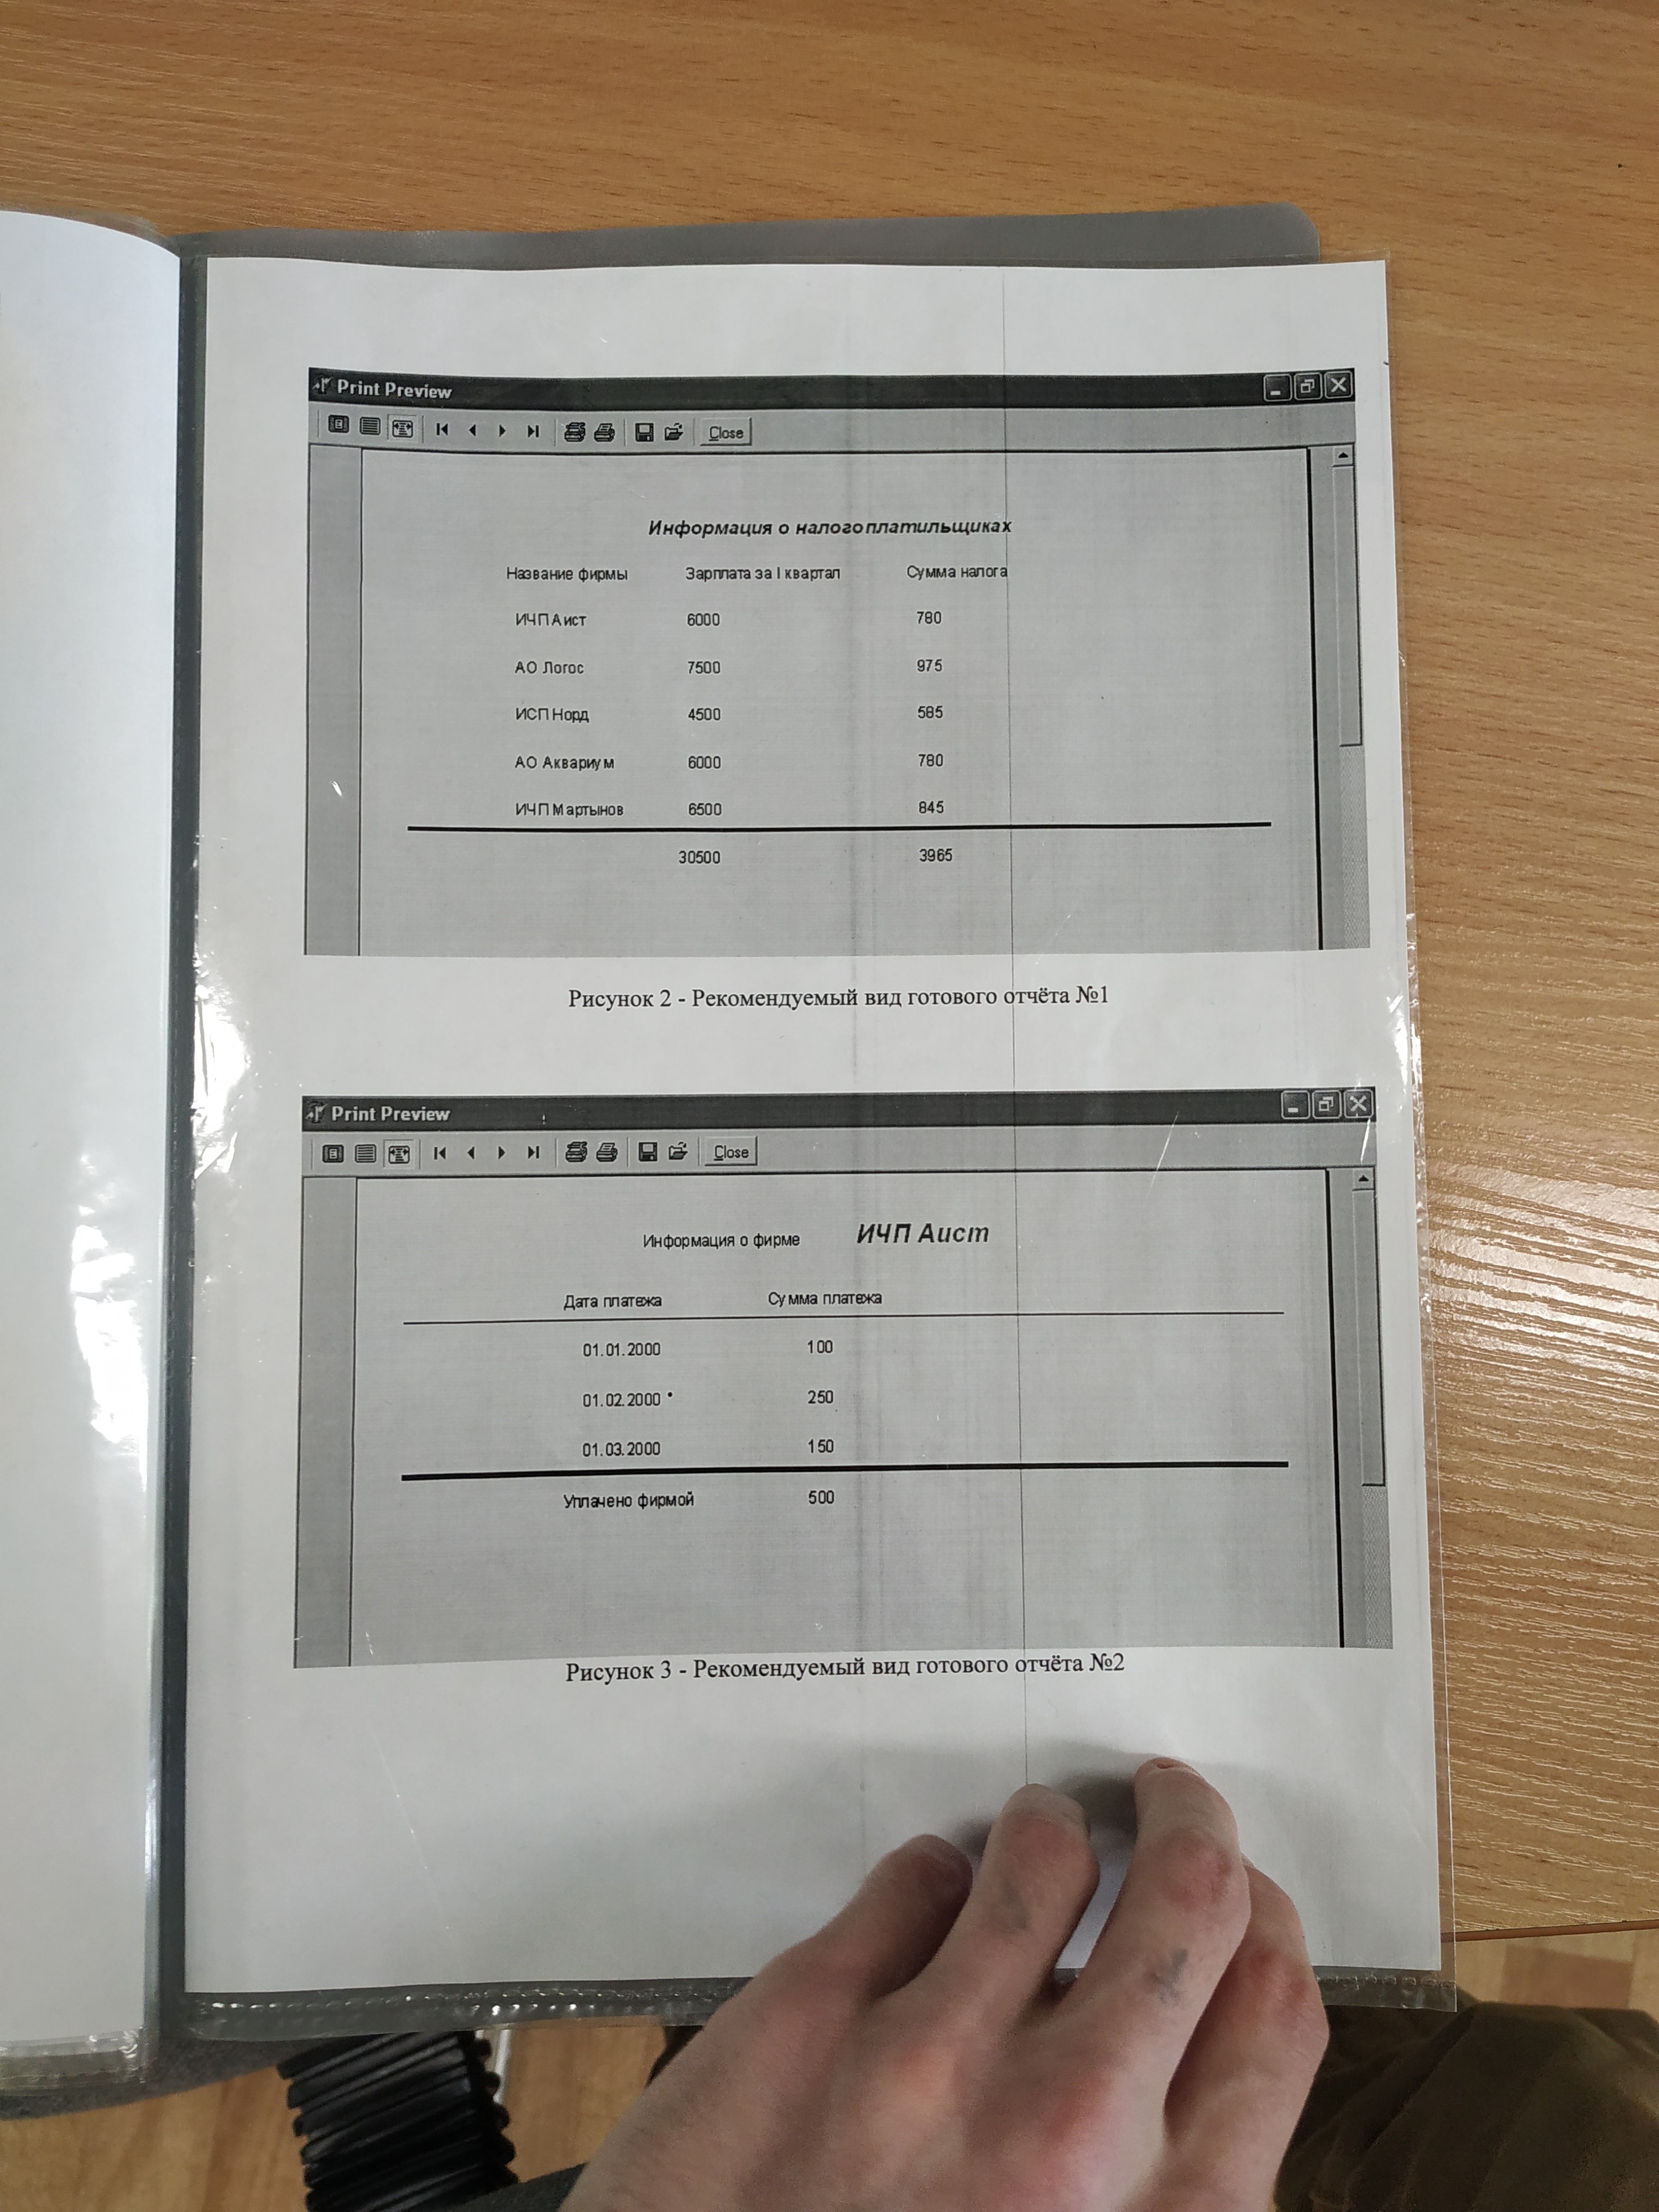 Print Preview
Close
Информация о налогоплатильщиках
Название фирмы Зарплата за I квартал Сумма налога
ИЧП Аист 6000 780
АО Логос 7500 975
ИСП Норд 4500 585
АО Аквариум 6000 780
ИЧП Мартынов 6500 845
30500 3965
Рисунок 2 - Рекомендуемый вид готового отчёта №1
Print Preview
Close
Информация о фирме ИЧП Аист
Дата платежа Сумма платежа
01.01.2000 100
01.02.2000 250
01.03.2000 150
Уплачено фирмой 500
Рисунок 3 - Рекомендуемый вид готового отчёта №2